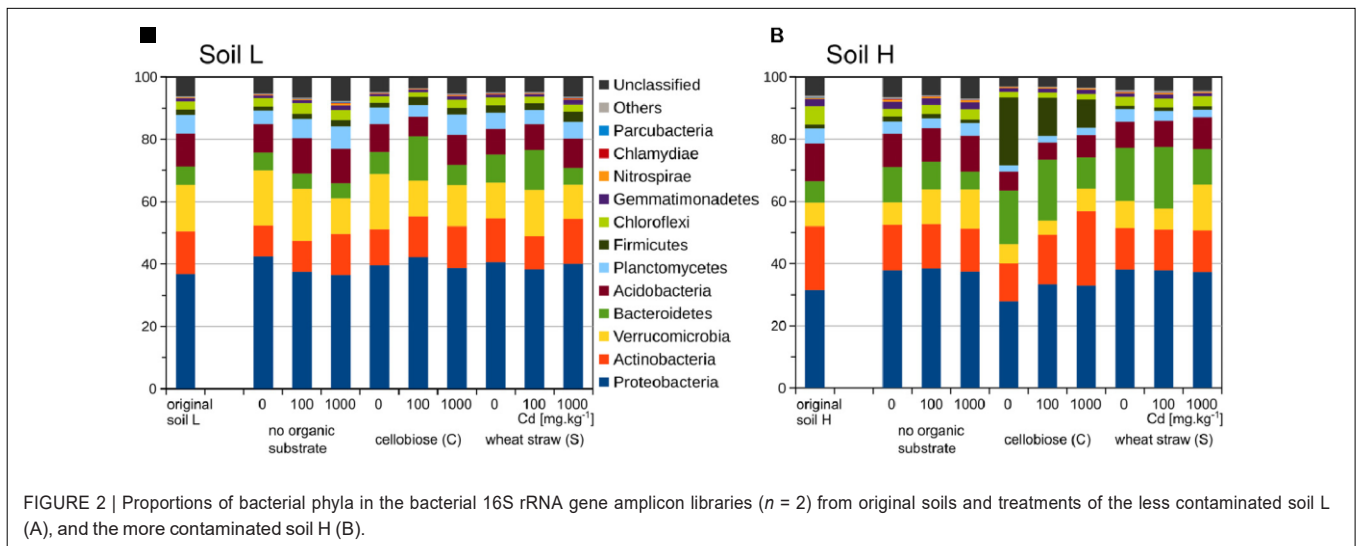 Soil L
100
80
60
40
20
0
original
soil L
0
100
1000
0
100
1000
0
100
1000
Cd [mg.kg⁻¹]
no organic
substrate
cellobiose (C)
wheat straw (S)
Unclassified
Others
Parcubacteria
Chlamydiae
Nitrospirae
Gemmatimonadetes
Chloroflexi
Firmicutes
Planctomycetes
Acidobacteria
Bacteroidetes
Verrucomicrobia
Actinobacteria
Proteobacteria
B
Soil H
100
80
60
40
20
0
original
soil H
0
100
1000
0
100
1000
0
100
1000
Cd [mg.kg⁻¹]
no organic
substrate
cellobiose (C)
wheat straw (S)
FIGURE 2 | Proportions of bacterial phyla in the bacterial 16S rRNA gene amplicon libraries (n = 2) from original soils and treatments of the less contaminated soil L
(A), and the more contaminated soil H (B).